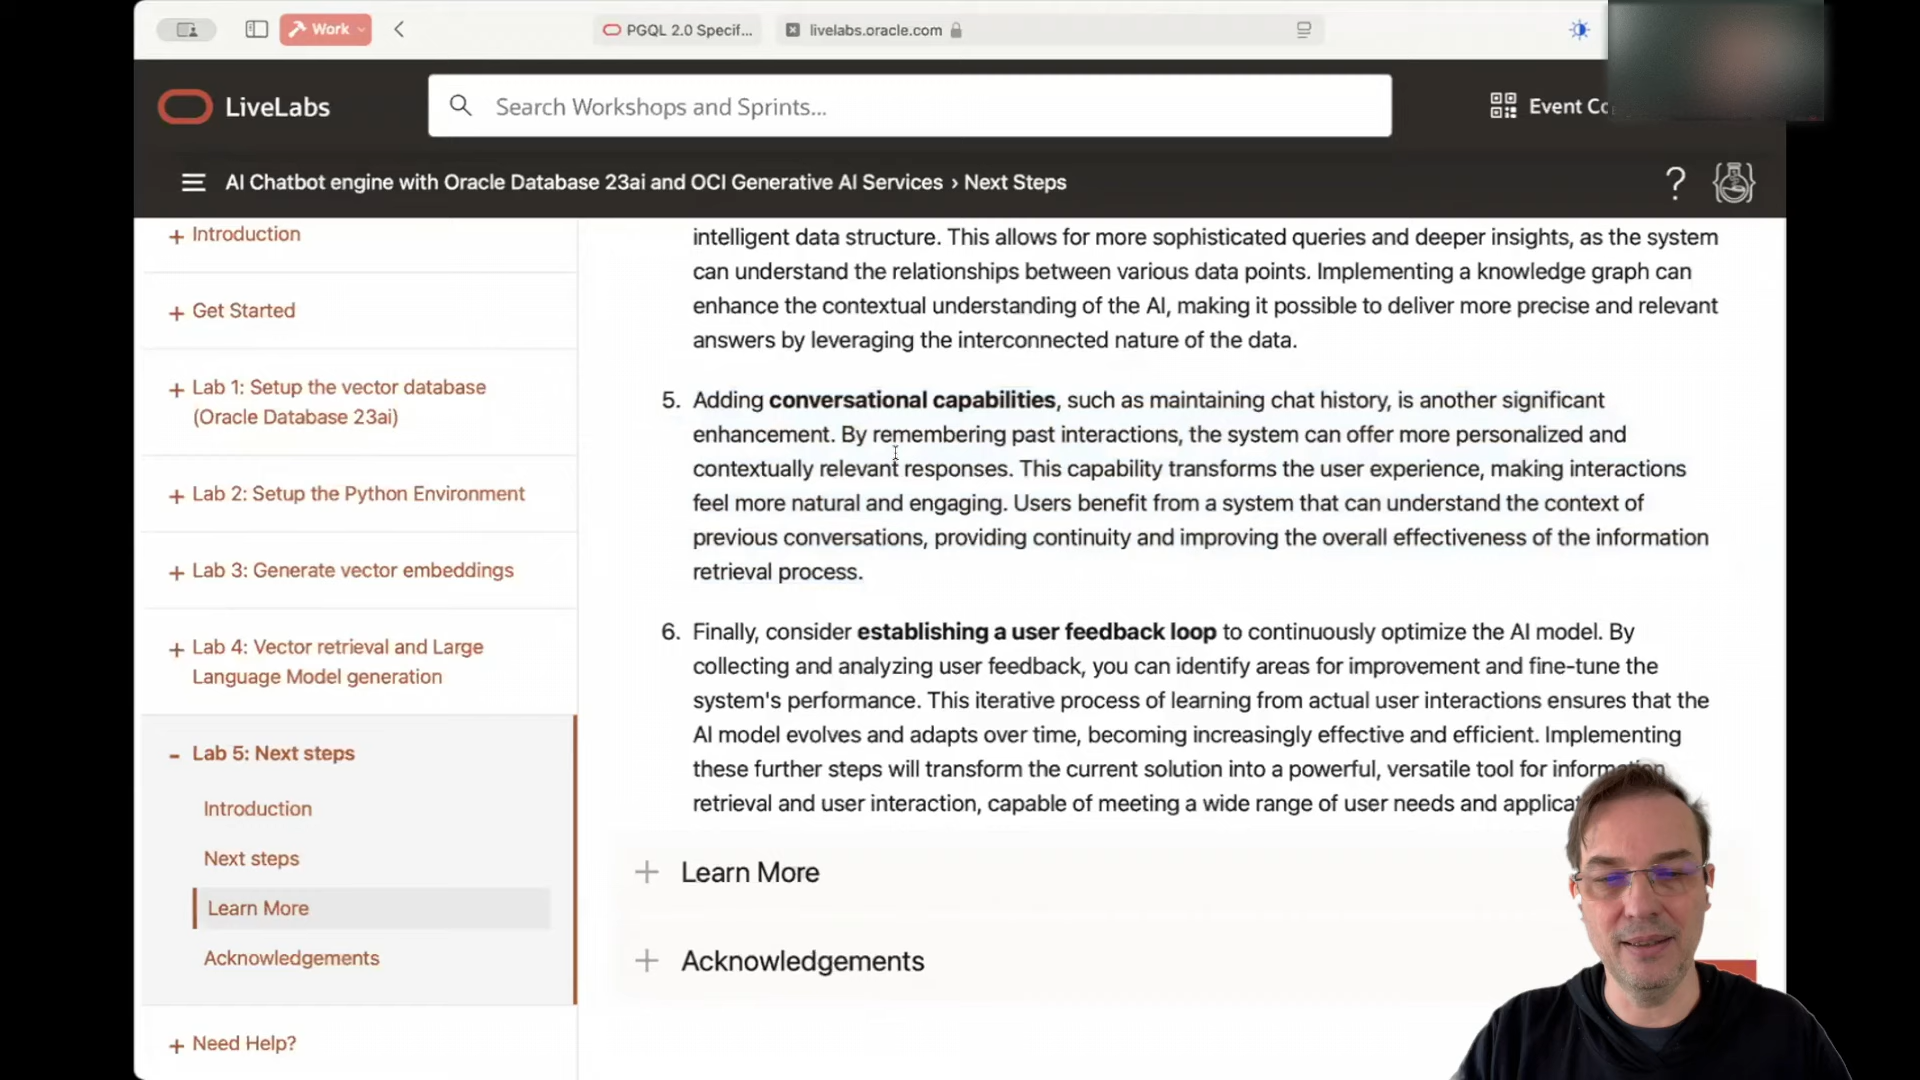 Work
PGQL 2.0 Specif...
livelabs.oracle.com
LiveLabs
Search Workshops and Sprints...
Event
AI Chatbot engine with Oracle Database 23ai and OCI Generative AI Services › Next Steps
?
+ Introduction
+ Get Started
+ Lab 1: Setup the vector database
(Oracle Database 23ai)
+ Lab 2: Setup the Python Environment
+ Lab 3: Generate vector embeddings
+ Lab 4: Vector retrieval and Large
Language Model generation
- Lab 5: Next steps
Introduction
Next steps
Learn More
Acknowledgements
+ Need Help?
intelligent data structure. This allows for more sophisticated queries and deeper insights, as the system
can understand the relationships between various data points. Implementing a knowledge graph can
enhance the contextual understanding of the AI, making it possible to deliver more precise and relevant
answers by leveraging the interconnected nature of the data.
5. Adding conversational capabilities, such as maintaining chat history, is another significant
enhancement. By remembering past interactions, the system can offer more personalized and
contextually relevant responses. This capability transforms the user experience, making interactions
feel more natural and engaging. Users benefit from a system that can understand the context of
previous conversations, providing continuity and improving the overall effectiveness of the information
retrieval process.
6. Finally, consider establishing a user feedback loop to continuously optimize the AI model. By
collecting and analyzing user feedback, you can identify areas for improvement and fine-tune the
system's performance. This iterative process of learning from actual user interactions ensures that the
AI model evolves and adapts over time, becoming increasingly effective and efficient. Implementing
these further steps will transform the current solution into a powerful, versatile tool for information
retrieval and user interaction, capable of meeting a wide range of user needs and
+ Learn More
+ Acknowledgements